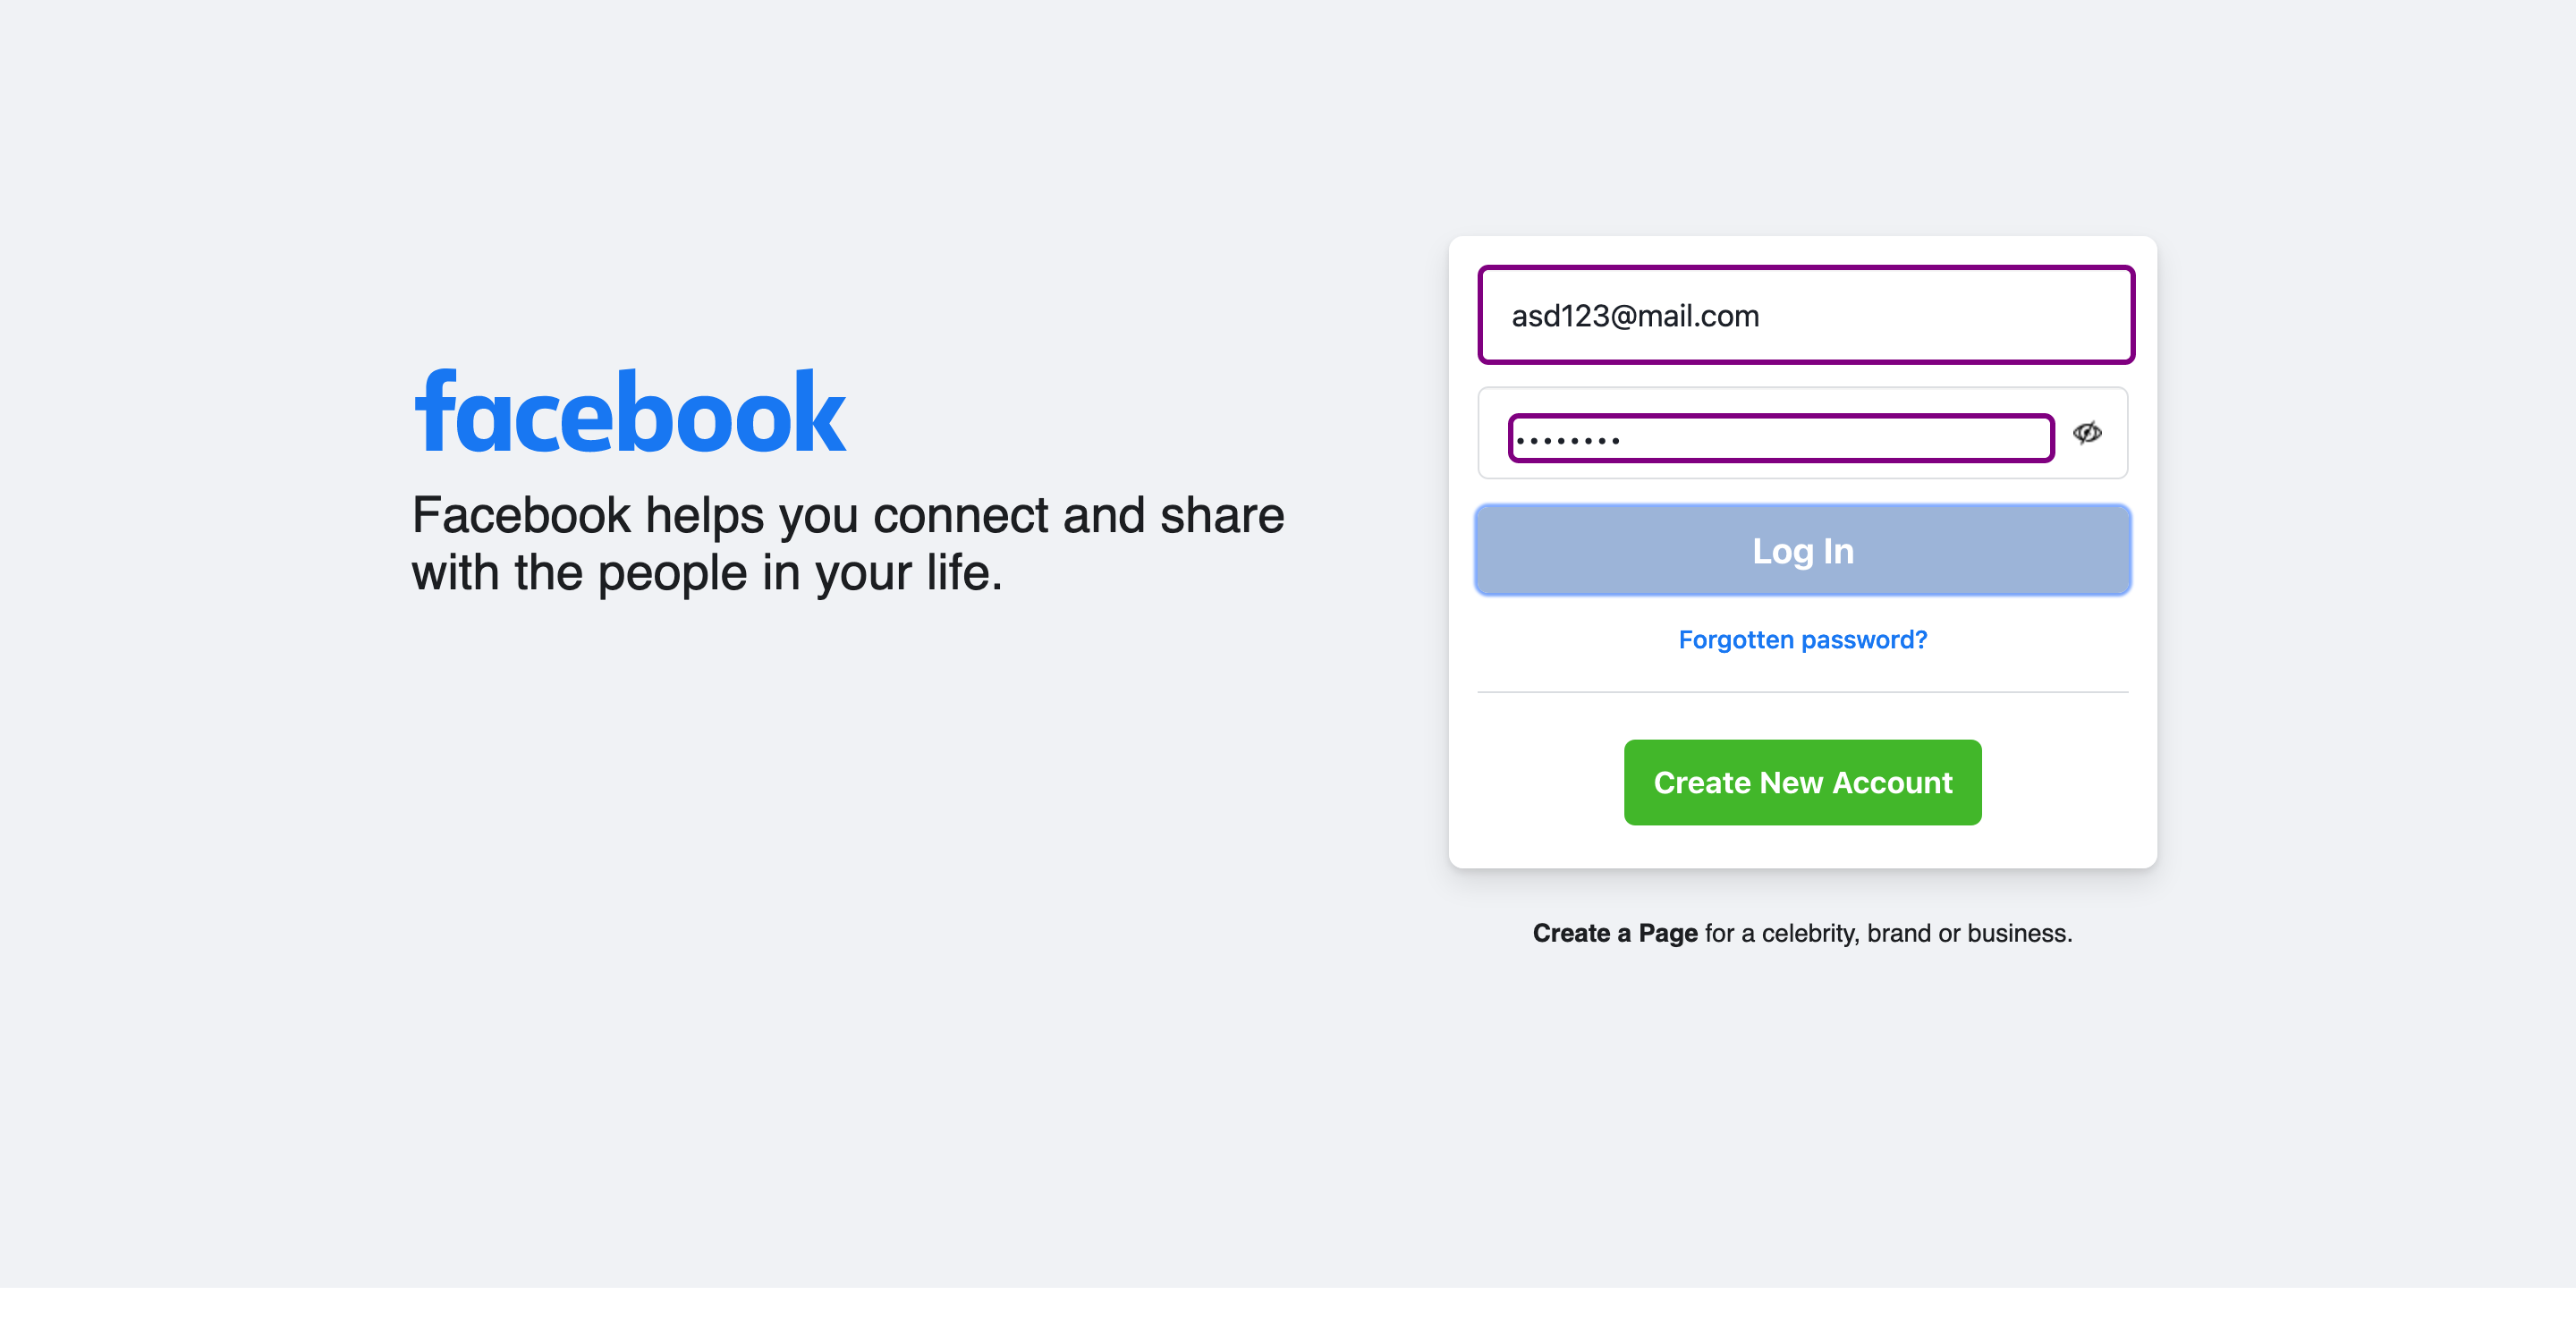 facebook
Facebook helps you connect and share
with the people in your life.
asd123@mail.com
••••••••
Log In
Forgotten password?
Create New Account
Create a Page for a celebrity, brand or business.